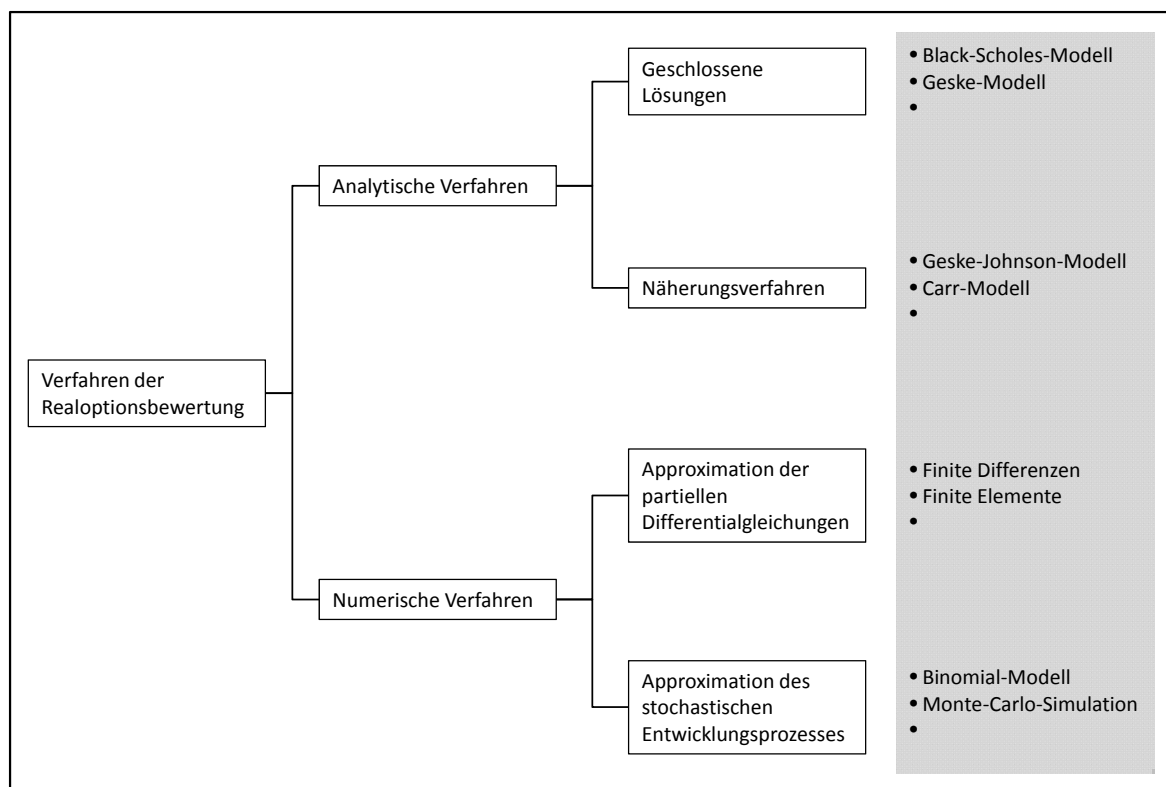 Verfahren der
Realoptionsbewertung
Analytische Verfahren
Geschlossene
Lösungen
• Black-Scholes-Modell
• Geske-Modell
•
Näherungsverfahren
• Geske-Johnson-Modell
• Carr-Modell
•
Numerische Verfahren
Approximation der
partiellen
Differentialgleichungen
• Finite Differenzen
• Finite Elemente
•
Approximation des
stochastischen
Entwicklungsprozesses
• Binomial-Modell
• Monte-Carlo-Simulation
•